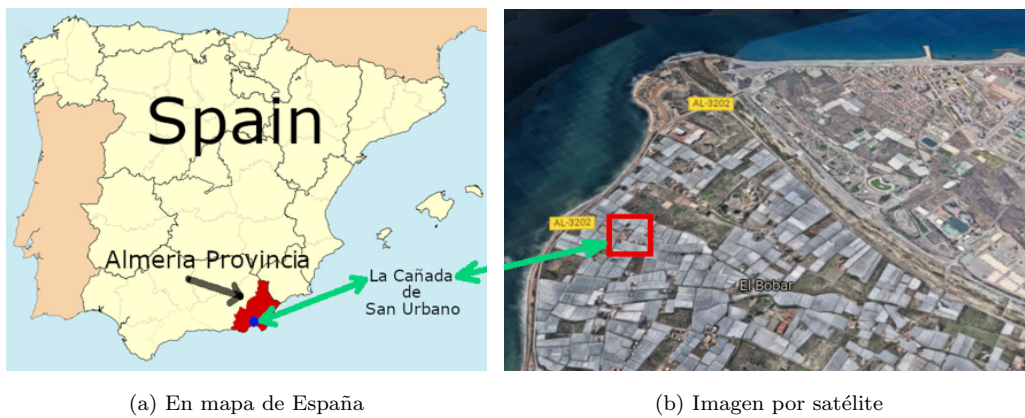 Spain
Almeria Provincia
La Cañada
de
San Urbano
AL-3202
AL-3202
El Bobar
(a) En mapa de España
(b) Imagen por satélite